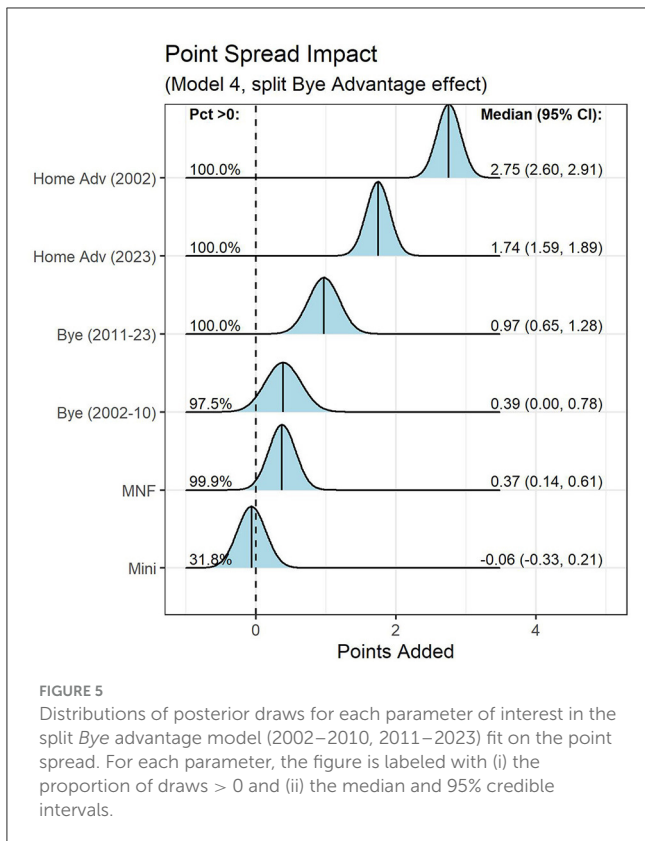 Point Spread Impact
(Model 4, split Bye Advantage effect)
Pct >0: Median (95% CI):
Home Adv (2002) 100.0% 2.75 (2.60, 2.91)
Home Adv (2023) 100.0% 1.74 (1.59, 1.89)
Bye (2011-23) 100.0% 0.97 (0.65, 1.28)
Bye (2002-10) 97.5% 0.39 (0.00, 0.78)
MNF 99.9% 0.37 (0.14, 0.61)
Mini 31.8% -0.06 (-0.33, 0.21)
0 2 4
Points Added
FIGURE 5
Distributions of posterior draws for each parameter of interest in the
split Bye advantage model (2002–2010, 2011–2023) fit on the point
spread. For each parameter, the figure is labeled with (i) the
proportion of draws > 0 and (ii) the median and 95% credible
intervals.